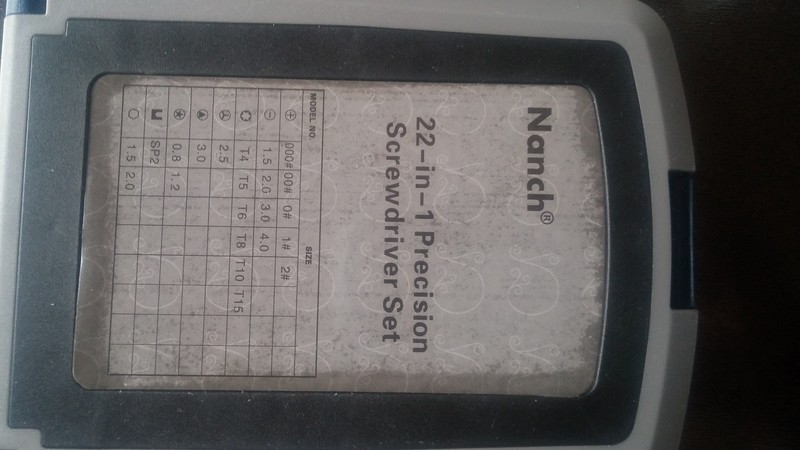 Nanch®
22-in-1 Precision
Screwdriver Set
MODEL NO. SIZE
000# 00# 0# 1# 2#
1.5 2.0 3.0 4.0
T4 T5 T6 T8 T10 T15
2.5
3.0
0.8 1.2
SP2
1.5 2.0